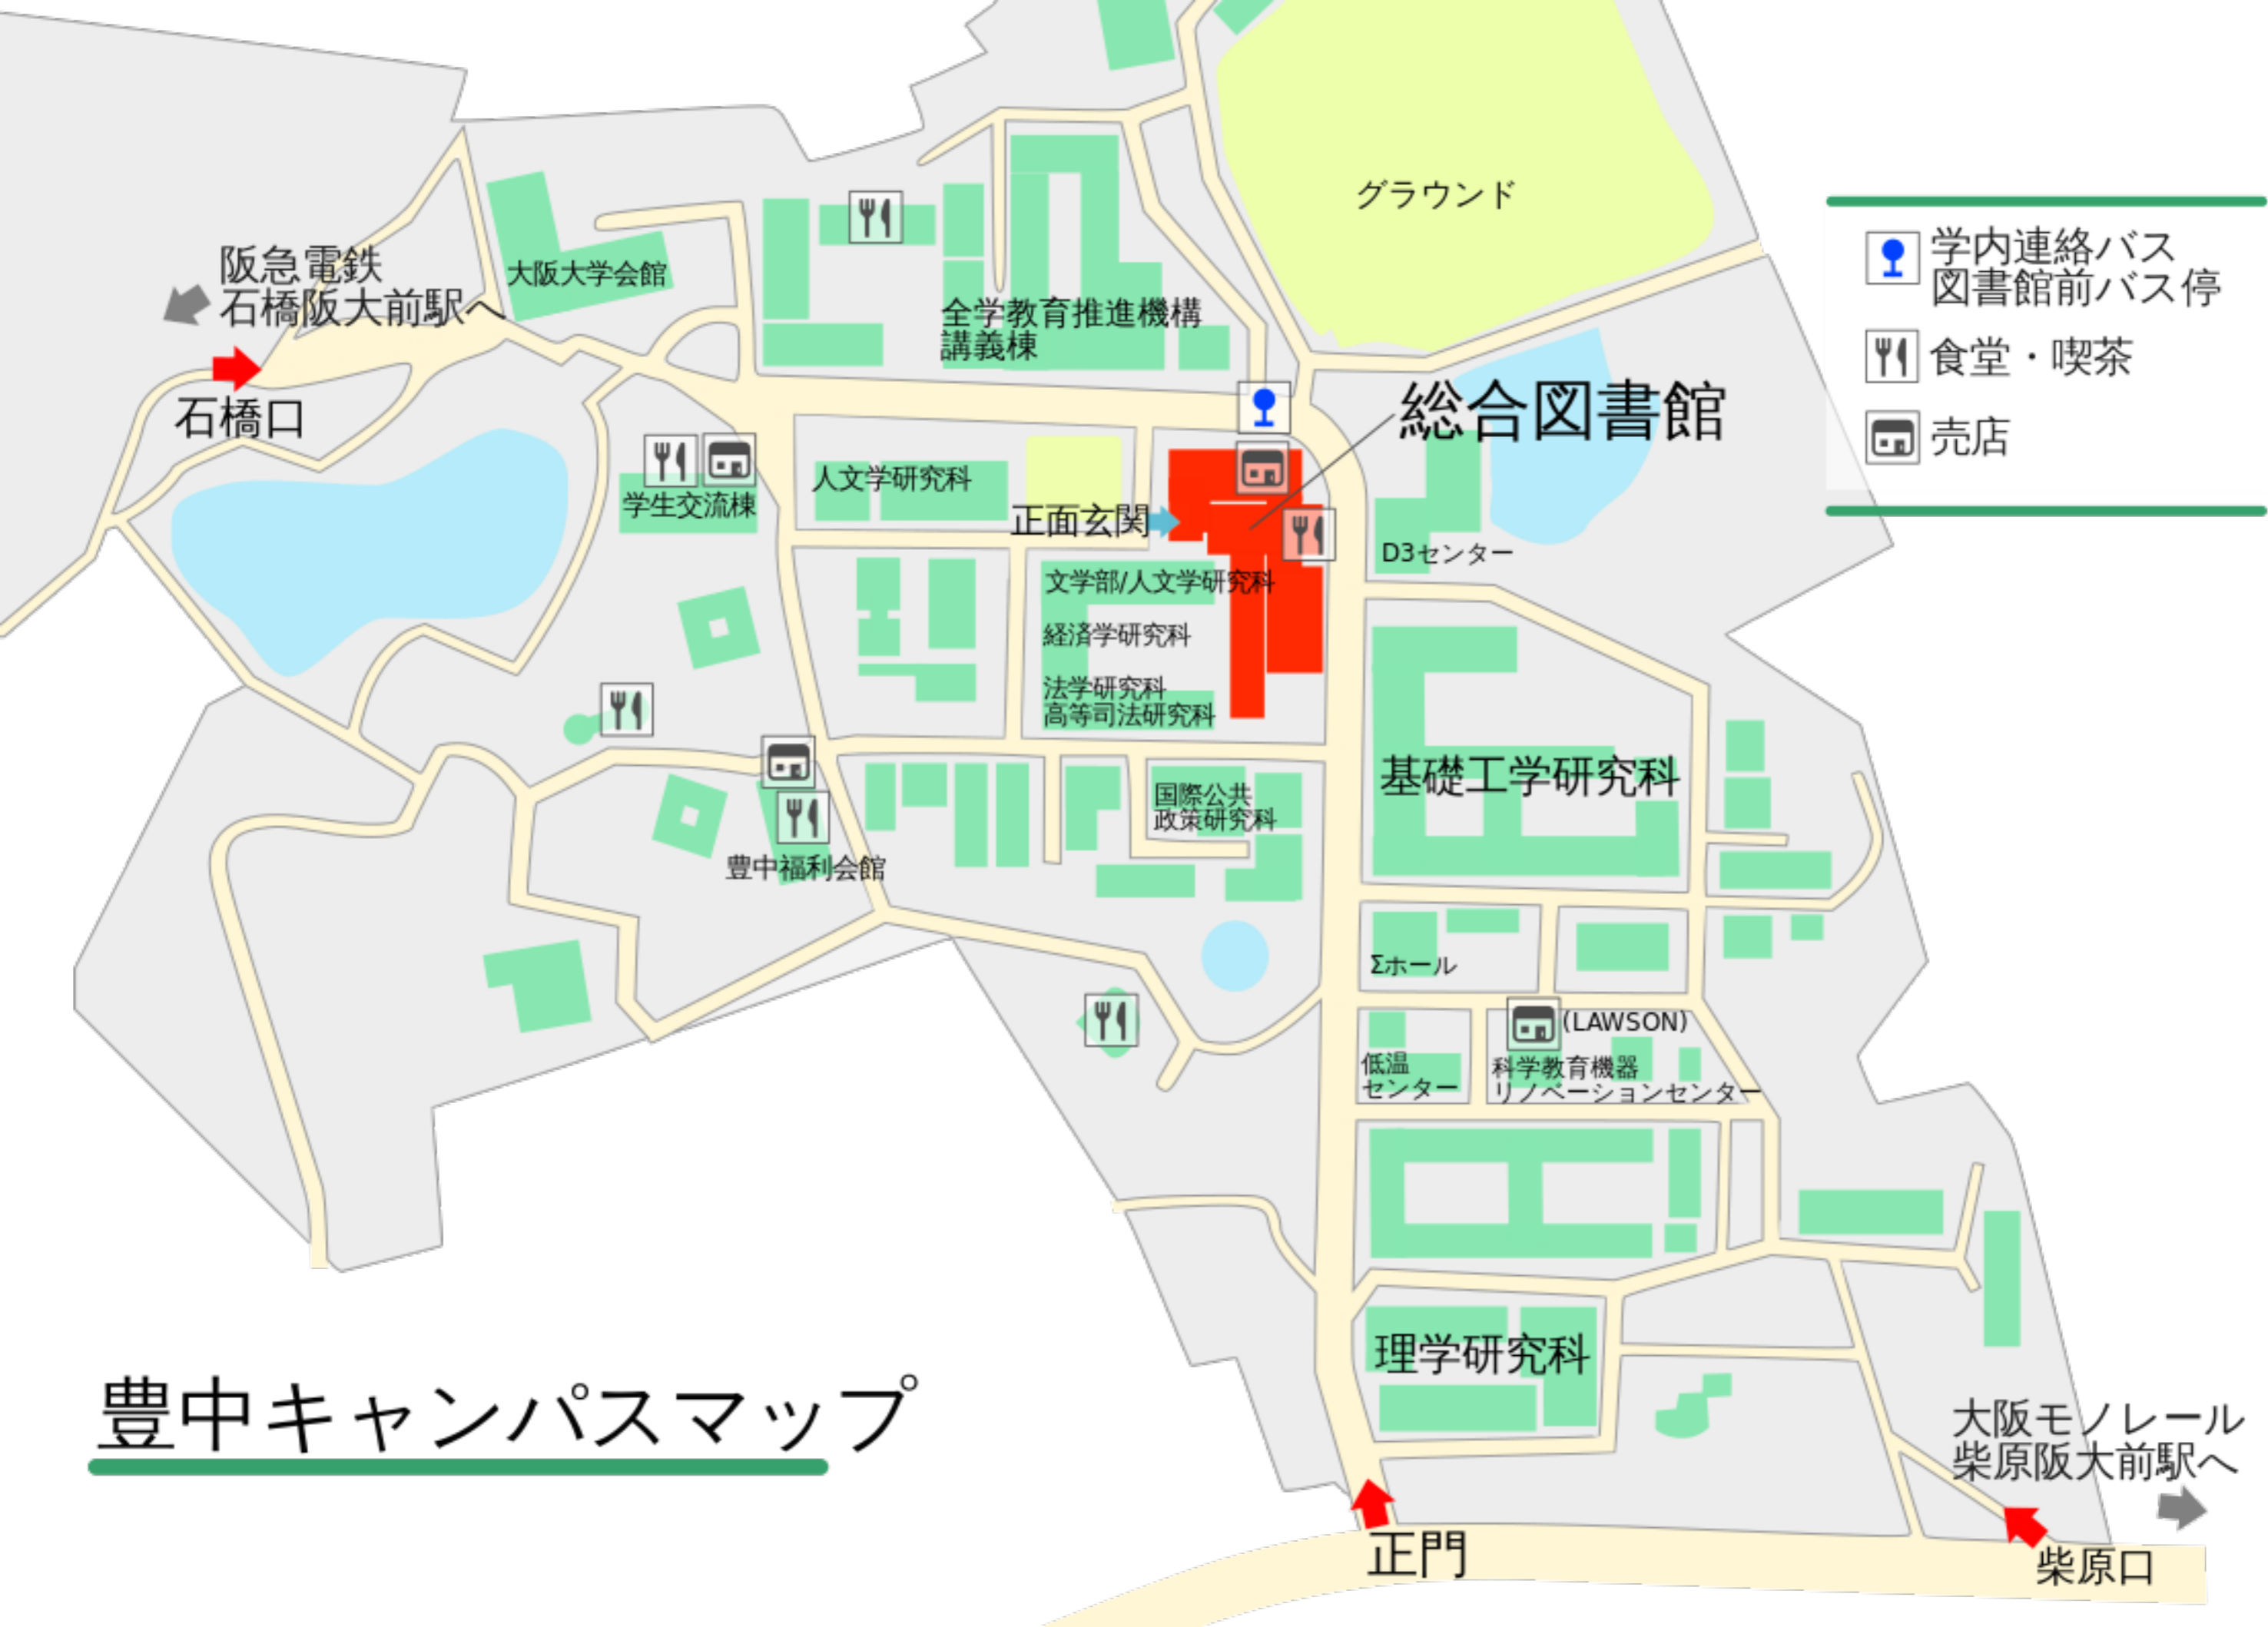 グラウンド
学内連絡バス
図書館前バス停
食堂・喫茶
売店
阪急電鉄
石橋阪大前駅へ
大阪大学会館
石橋口
全学教育推進機構
講義棟
総合図書館
人文学研究科
学生交流棟
正面玄関
D3センター
文学部/人文学研究科
経済学研究科
法学研究科
高等司法研究科
基礎工学研究科
国際公共
政策研究科
豊中福利会館
Σホール
(LAWSON)
低温
センター
科学教育機器
リノベーションセンター
理学研究科
豊中キャンパスマップ
大阪モノレール
柴原阪大前駅へ
正門
柴原口